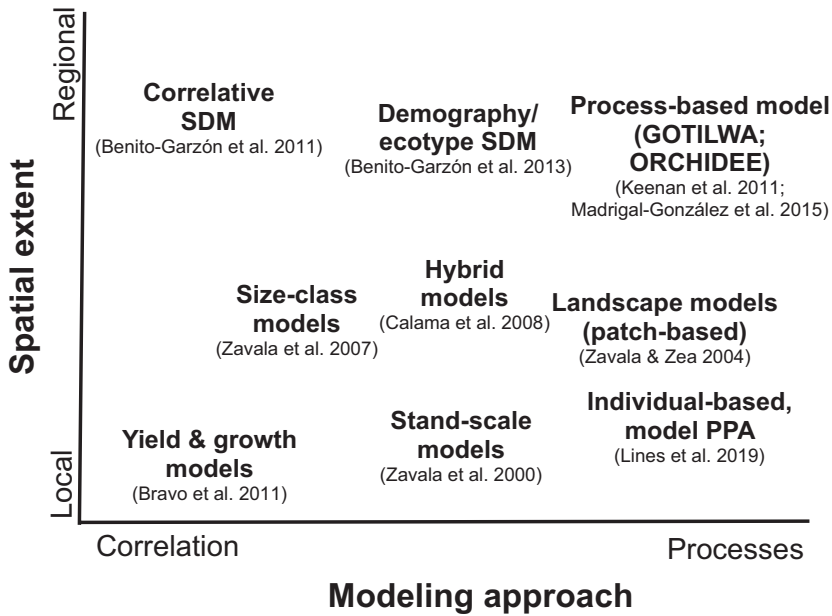 Spatial extent
Regional
Local
Correlative
SDM
(Benito-Garzón et al. 2011)
Demography/
ecotype SDM
(Benito-Garzón et al. 2013)
Process-based model
(GOTILWA;
ORCHIDEE)
(Keenan et al. 2011;
Madrigal-González et al. 2015)
Size-class
models
(Zavala et al. 2007)
Hybrid
models
(Calama et al. 2008)
Landscape models
(patch-based)
(Zavala & Zea 2004)
Yield & growth
models
(Bravo et al. 2011)
Stand-scale
models
(Zavala et al. 2000)
Individual-based,
model PPA
(Lines et al. 2019)
Correlation
Processes
Modeling approach